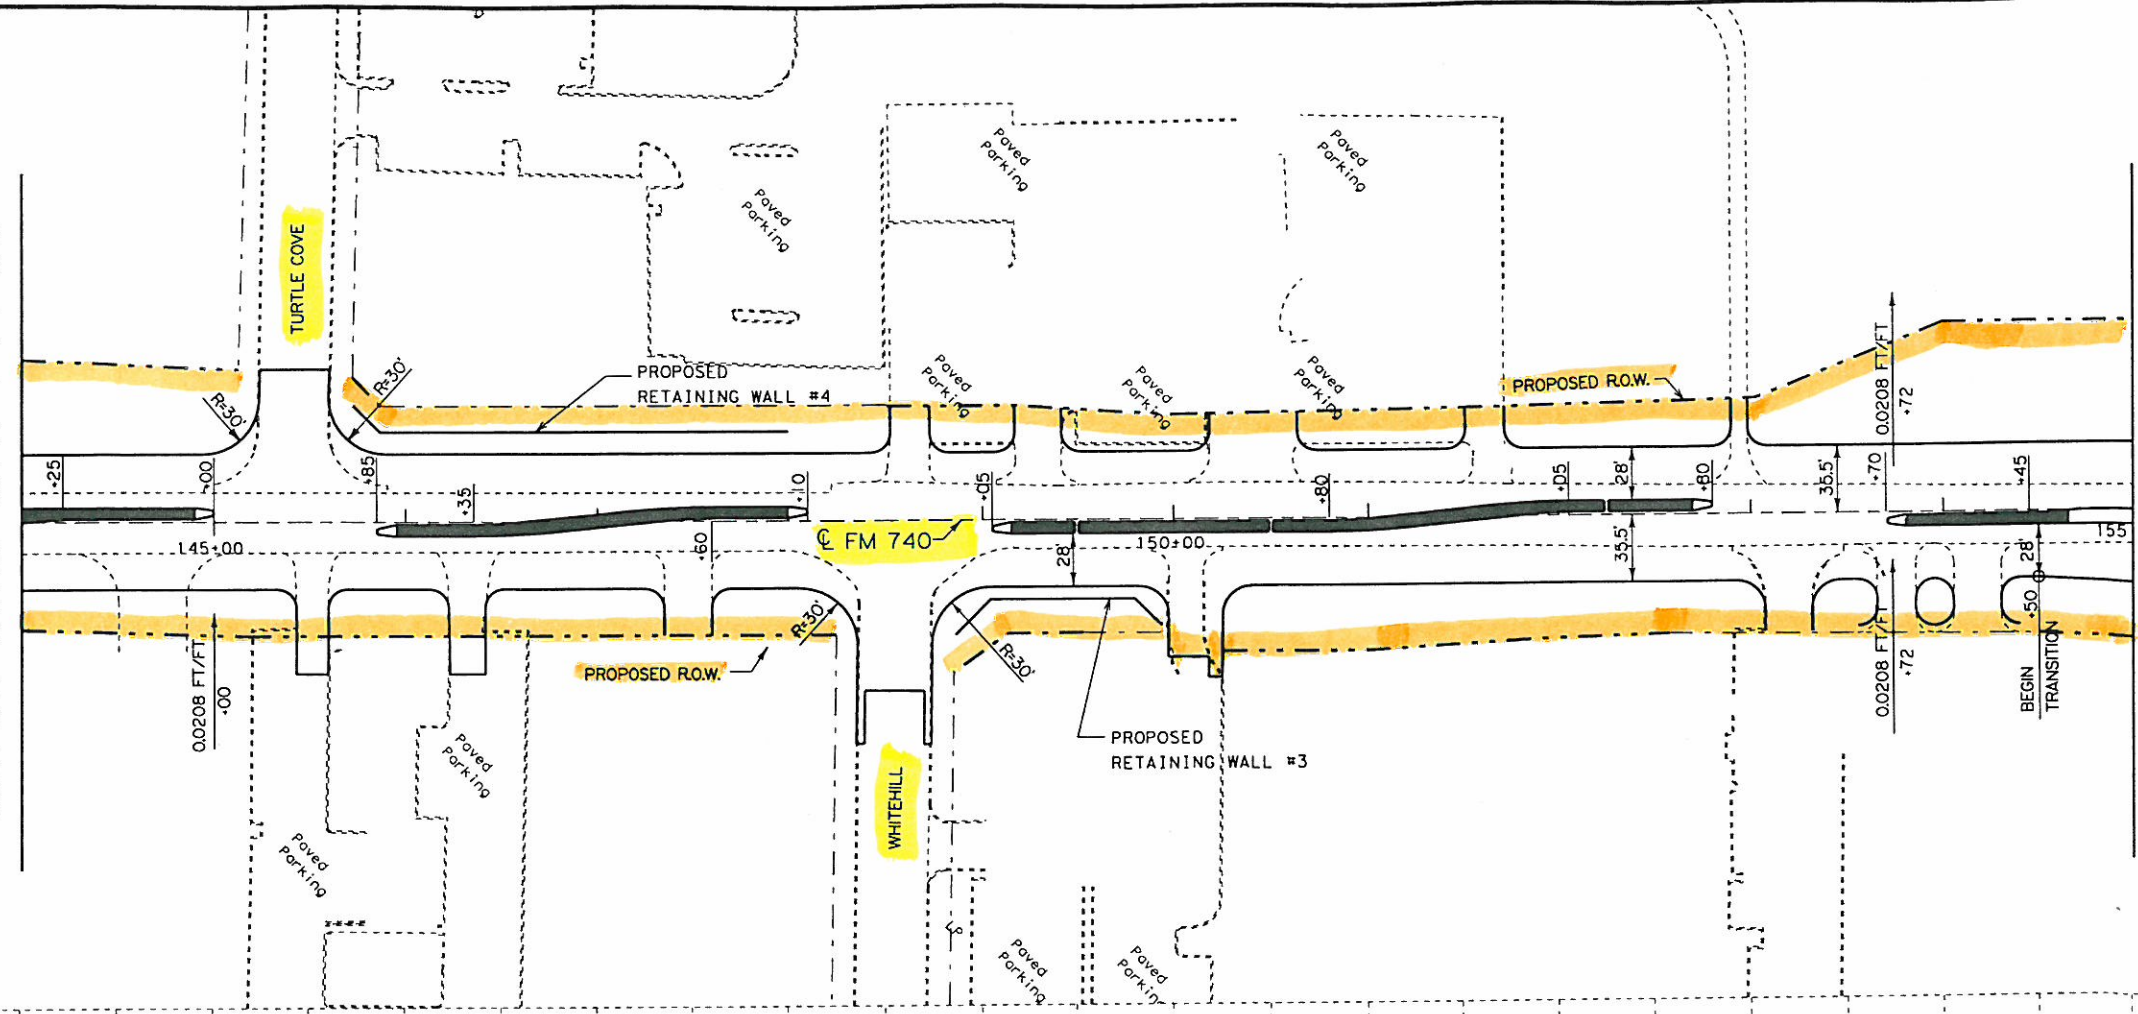 TURTLE COVE
Paved
Parking
Paved
Parking
Paved
Parking
R=30'
R=30'
PROPOSED
RETAINING WALL #4
Paved
Parking
Paved
Parking
Paved
Parking
PROPOSED R.O.W.
0.0208 FT/FT
+72
+25
+00
+85
+35
+10
+05
+80
+05
28'
+80
35.5'
+70
+45
145+00
+60
℄ FM 740
28'
150+00
35.5'
28'
155
0.0208 FT/FT
+00
PROPOSED R.O.W.
R=30'
R=30'
PROPOSED
RETAINING WALL #3
0.0208 FT/FT
+72
+50
BEGIN
TRANSITION
WHITEHILL
Paved
Parking
Paved
Parking
Paved
Parking
Paved
Parking